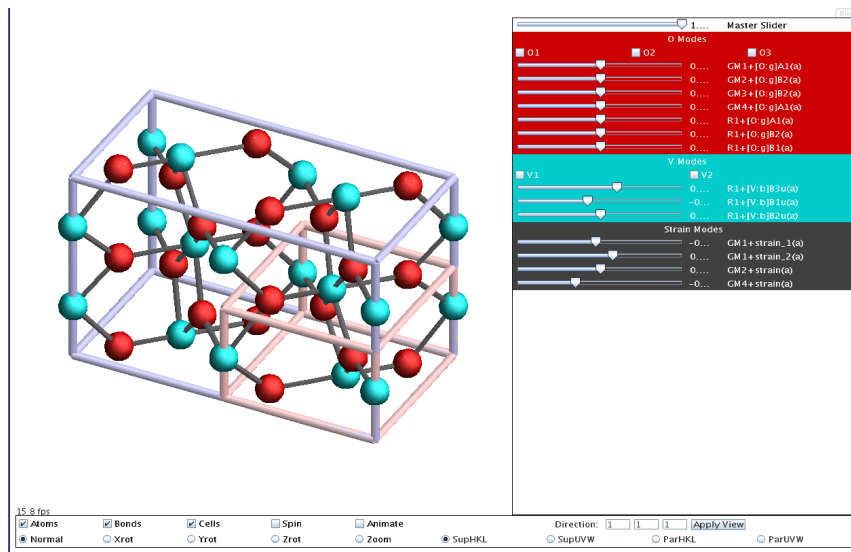 1.... Master Slider
O Modes
O1 O2 O3
0.... GM1+[O:g]A1(a)
0.... GM2+[O:g]B2(a)
0.... GM3+[O:g]B2(a)
0.... GM4+[O:g]A1(a)
0.... R1+[O:g]A1(a)
0.... R1+[O:g]B2(a)
0.... R1+[O:g]B1(a)
V Modes
V1 V2
0.... R1+[V:b]B3u(a)
-0... R1+[V:b]B1u(a)
0.... R1+[V:b]B2u(a)
Strain Modes
-0... GM1+strain_1(a)
0.... GM1+strain_2(a)
0.... GM2+strain(a)
-0... GM4+strain(a)
15.8 fps
Atoms Bonds Cells Spin Animate Direction: 1 1 1 Apply View
Normal Xrot Yrot Zrot Zoom SupHKL SupUVW ParHKL ParUVW